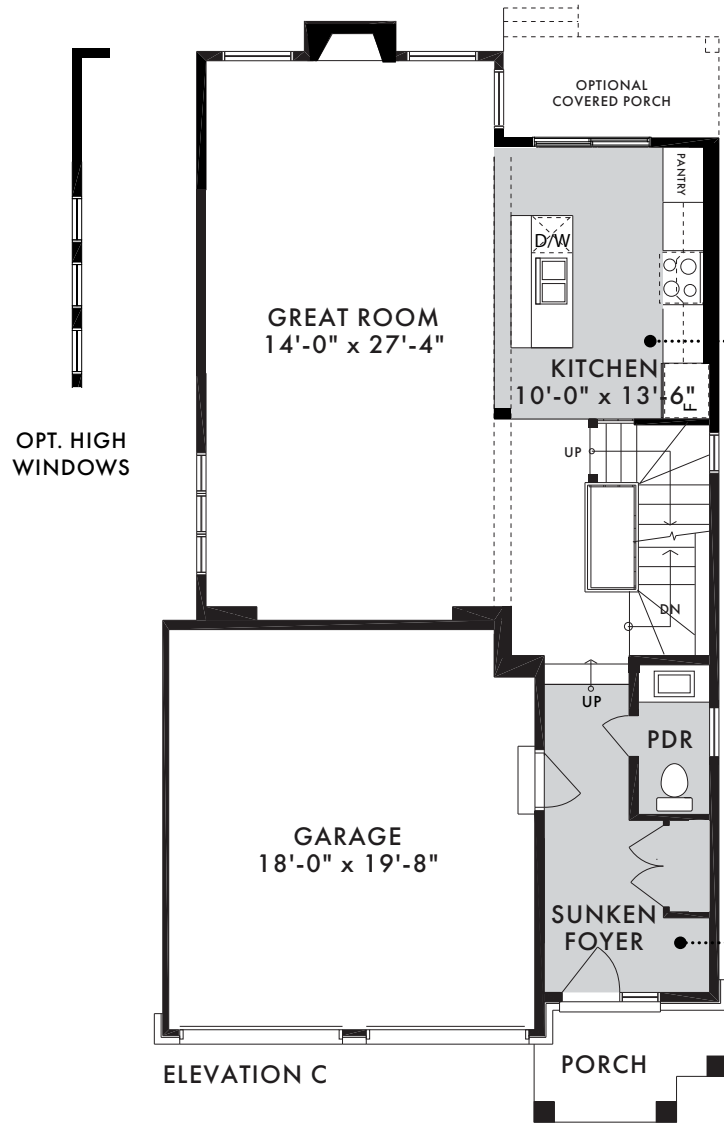 OPTIONAL
COVERED PORCH
PANTRY
D/W
GREAT ROOM
14'-0" x 27'-4"
KITCHEN
10'-0" x 13'-6"
F
OPT. HIGH
WINDOWS
UP
DN
UP
PDR
GARAGE
18'-0" x 19'-8"
SUNKEN
FOYER
PORCH
ELEVATION C